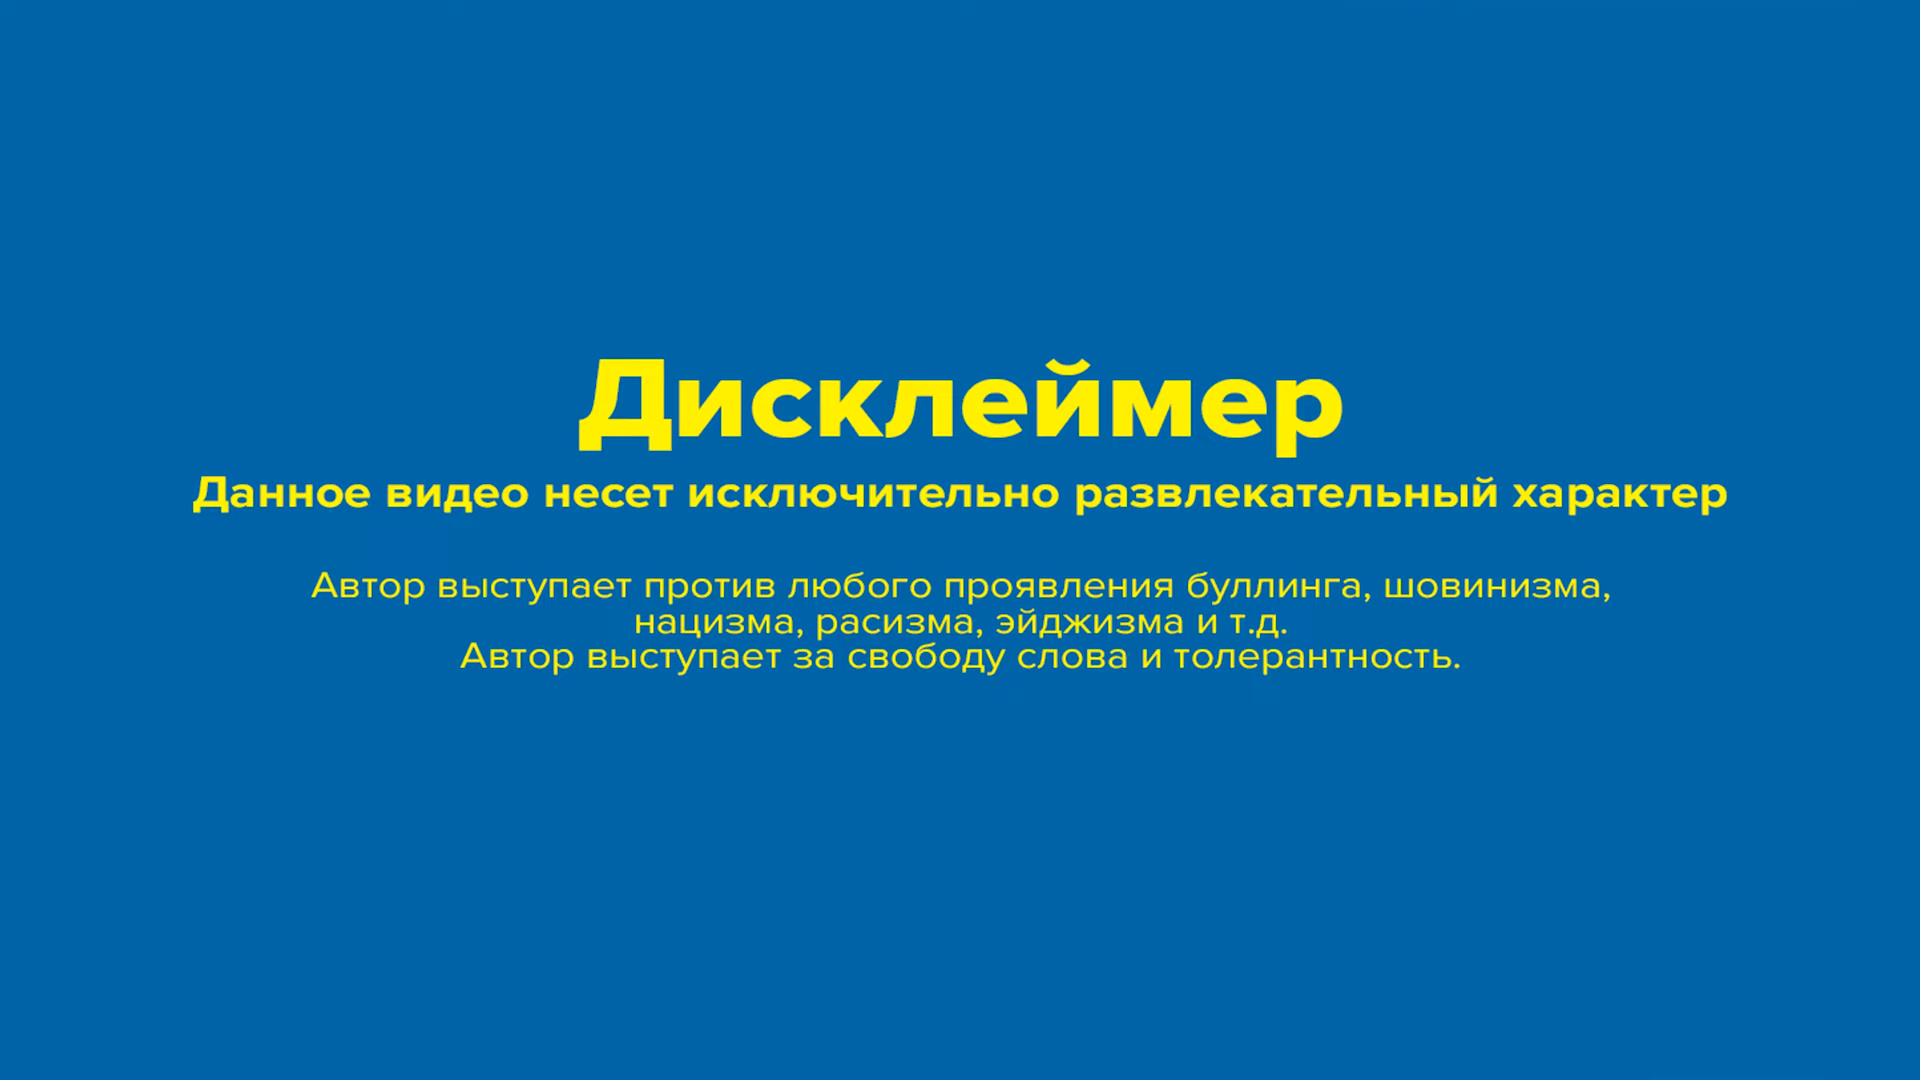 Дисклеймер
Данное видео несет исключительно развлекательный характер
Автор выступает против любого проявления буллинга, шовинизма,
нацизма, расизма, эйджизма и т.д.
Автор выступает за свободу слова и толерантность.